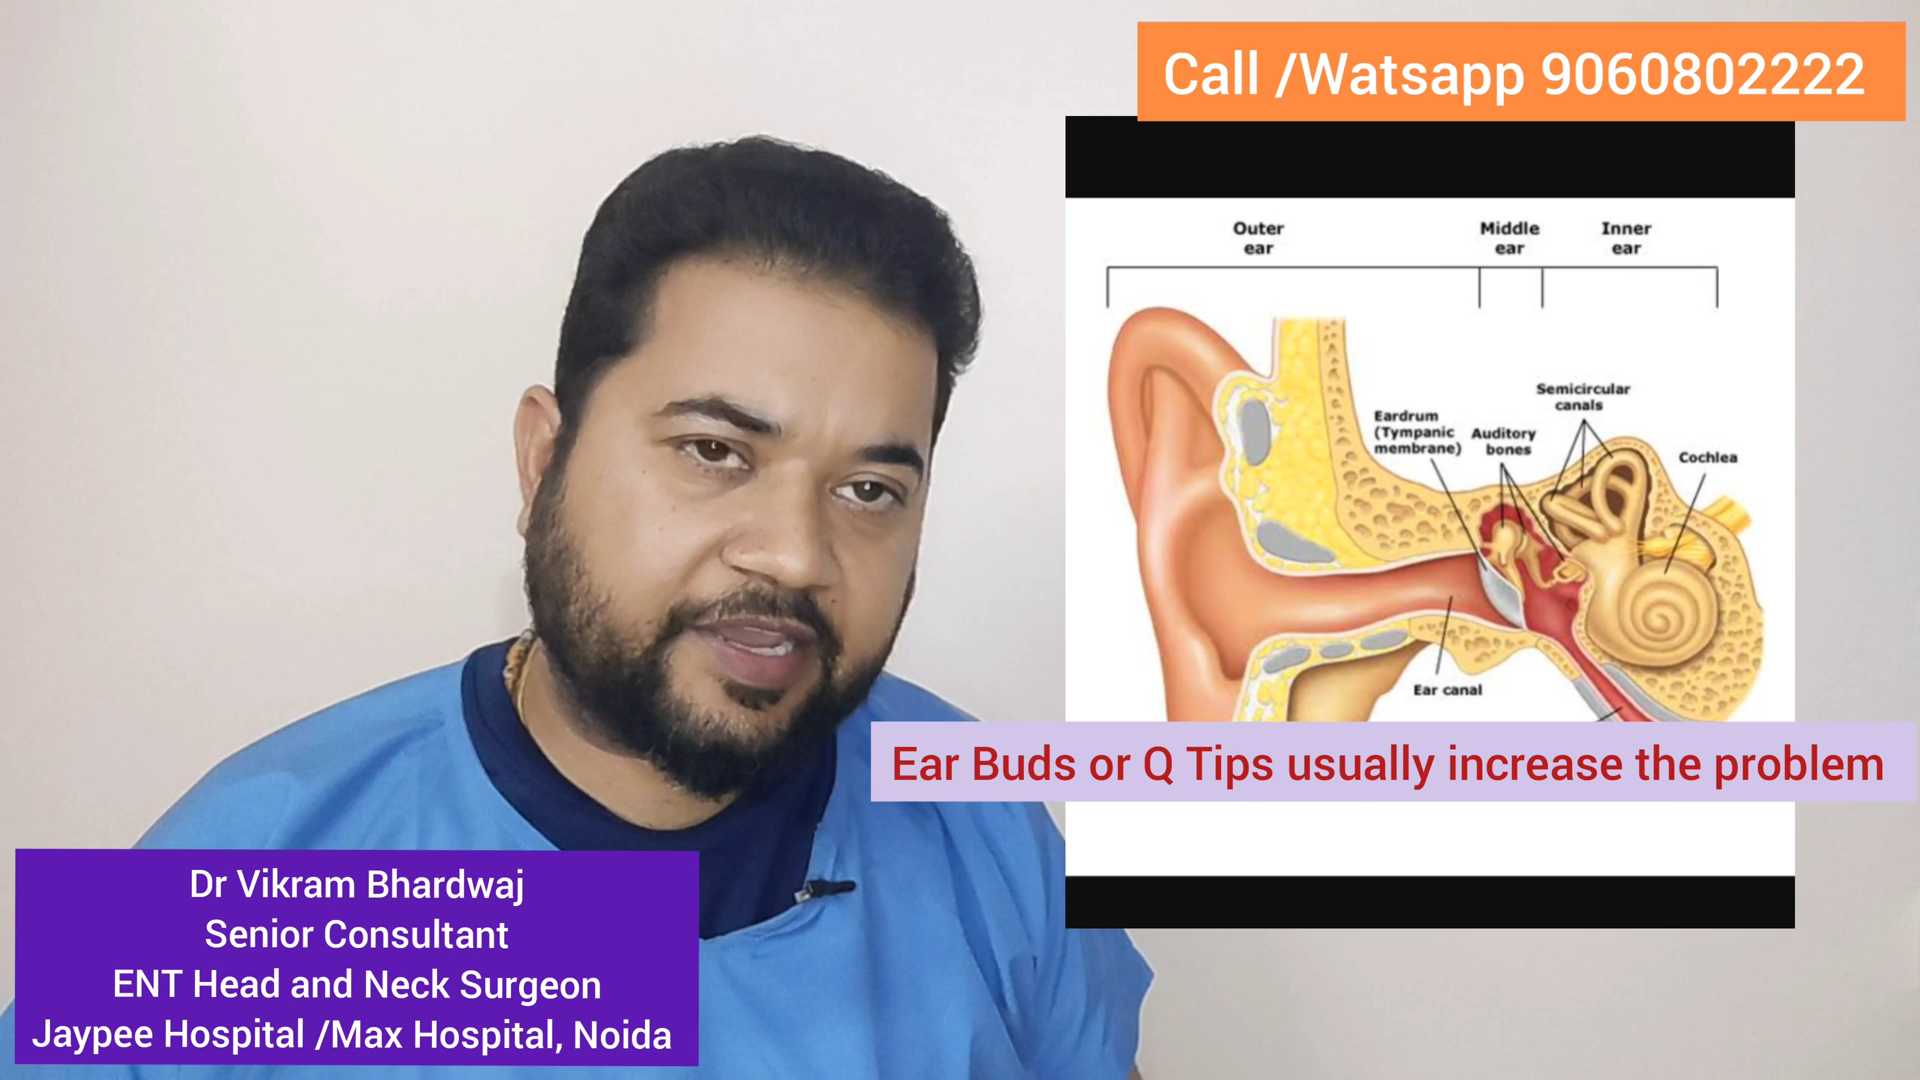 Call /Watsapp 9060802222
Outer
ear
Middle
ear
Inner
ear
Semicircular
canals
Eardrum
(Tympanic
membrane)
Auditory
bones
Cochlea
Ear canal
Ear Buds or Q Tips usually increase the problem
Dr Vikram Bhardwaj
Senior Consultant
ENT Head and Neck Surgeon
Jaypee Hospital /Max Hospital, Noida